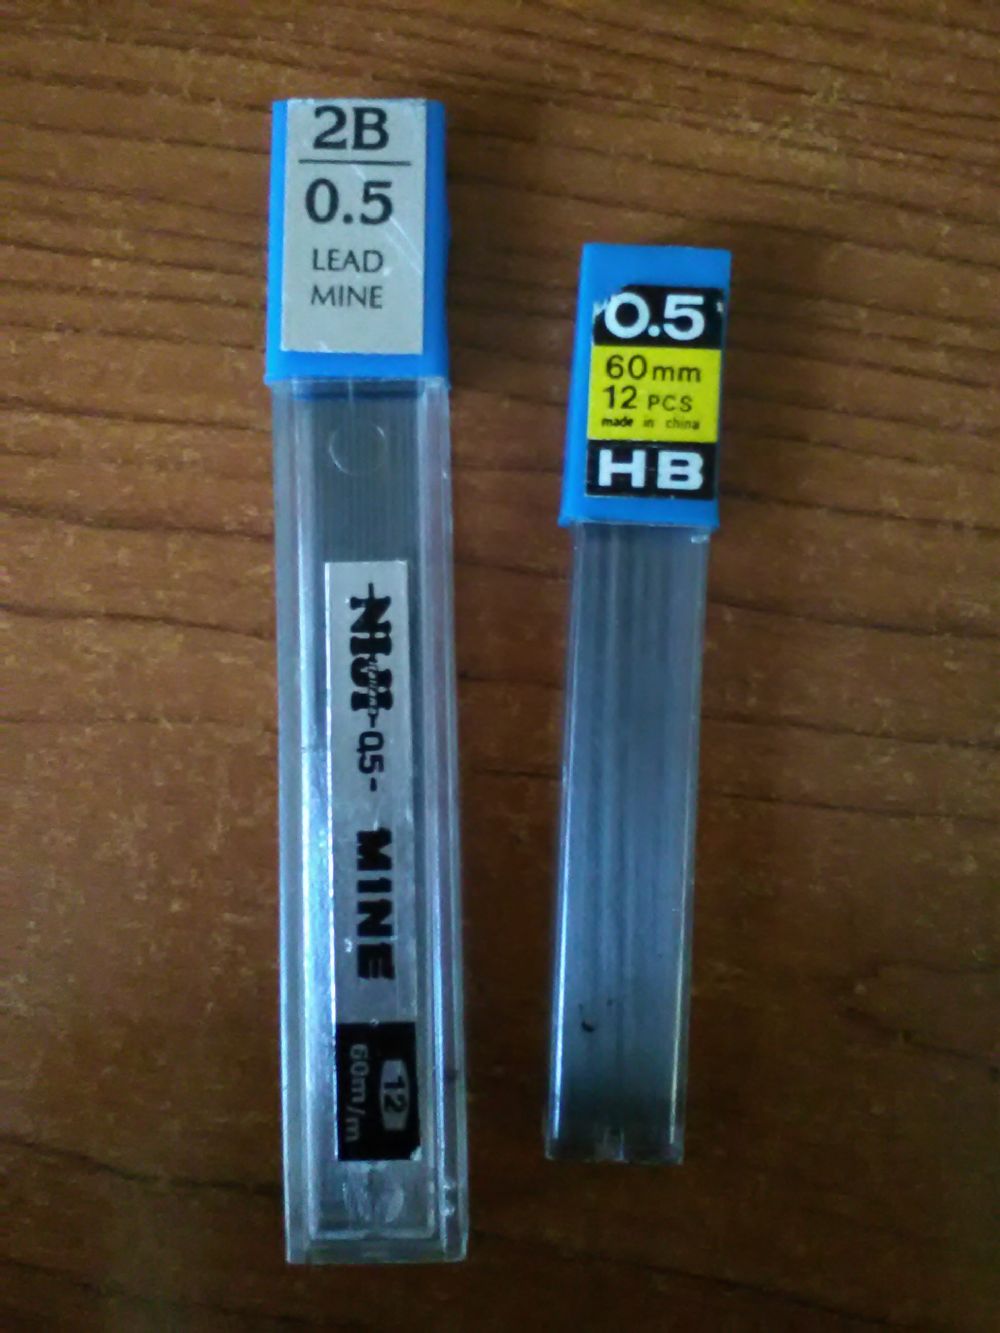 2B
0.5
LEAD
MINE
NIJI
-0.5-
MINE
12
60m/m
0.5
60mm
12 PCS
made in china
HB